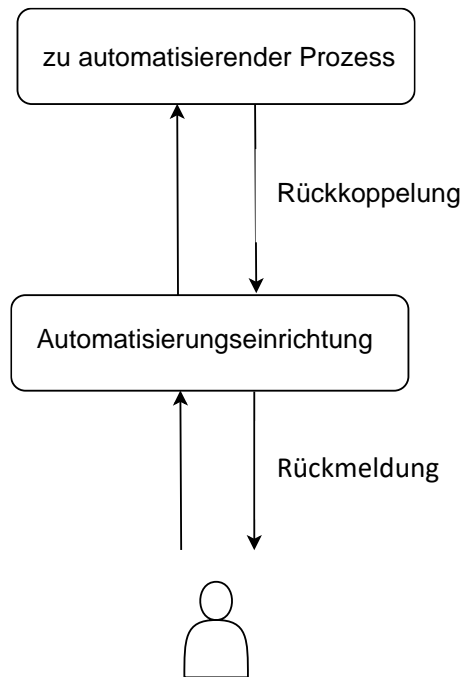 zu automatisierender Prozess
Rückkoppelung
Automatisierungseinrichtung
Rückmeldung